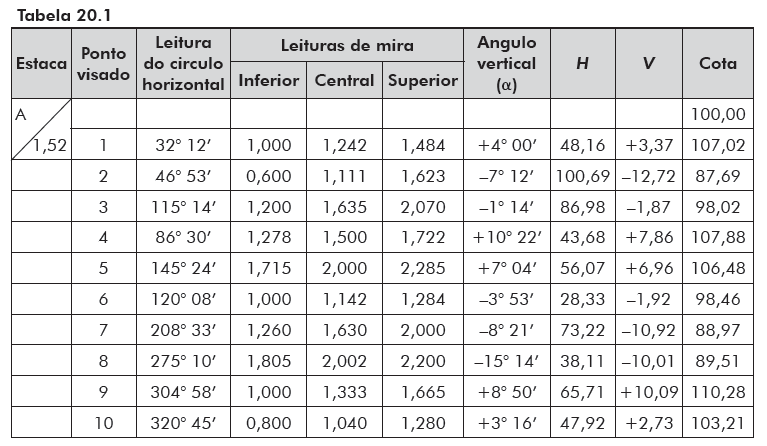 Tabela 20.1
Estaca Ponto visado Leitura do circulo horizontal Leituras de mira Inferior Central Superior Angulo vertical (α) H V Cota
A 100,00
1,52 1 32° 12′ 1,000 1,242 1,484 +4° 00′ 48,16 +3,37 107,02
2 46° 53′ 0,600 1,111 1,623 –7° 12′ 100,69 –12,72 87,69
3 115° 14′ 1,200 1,635 2,070 –1° 14′ 86,98 –1,87 98,02
4 86° 30′ 1,278 1,500 1,722 +10° 22′ 43,68 +7,86 107,88
5 145° 24′ 1,715 2,000 2,285 +7° 04′ 56,07 +6,96 106,48
6 120° 08′ 1,000 1,142 1,284 –3° 53′ 28,33 –1,92 98,46
7 208° 33′ 1,260 1,630 2,000 –8° 21′ 73,22 –10,92 88,97
8 275° 10′ 1,805 2,002 2,200 –15° 14′ 38,11 –10,01 89,51
9 304° 58′ 1,000 1,333 1,665 +8° 50′ 65,71 +10,09 110,28
10 320° 45′ 0,800 1,040 1,280 +3° 16′ 47,92 +2,73 103,21